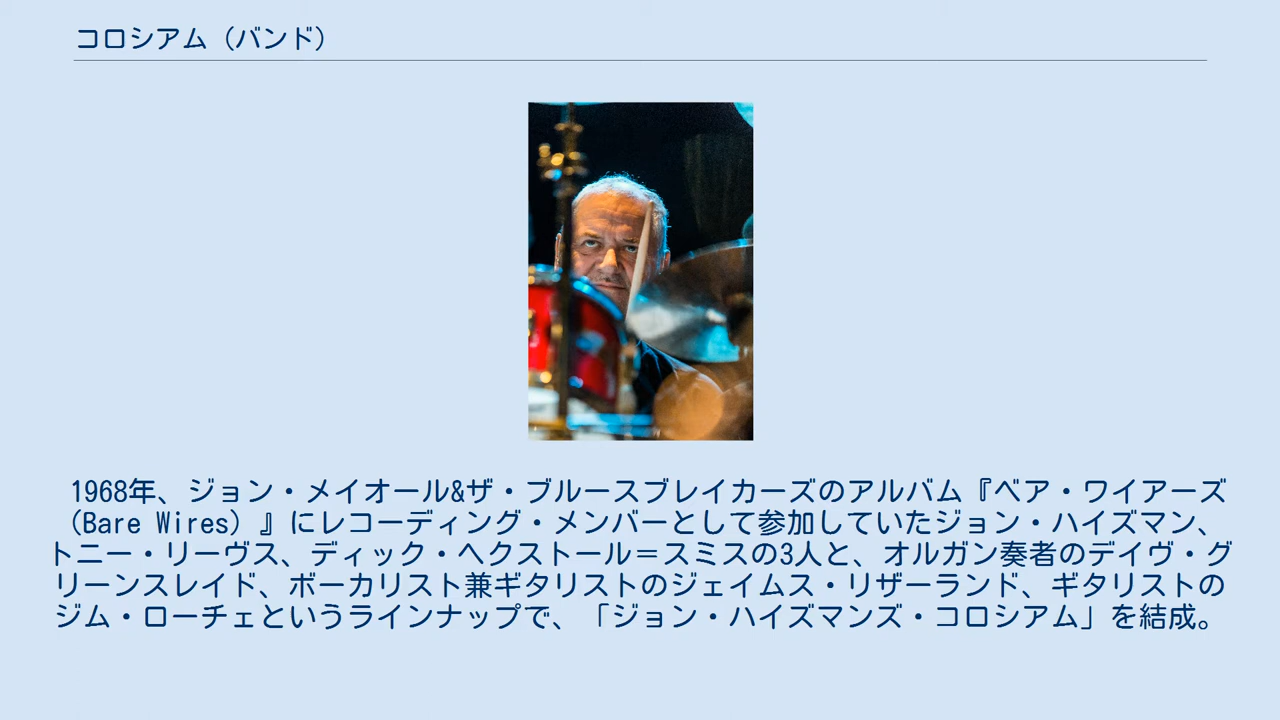 コロシアム（バンド）
1968年、ジョン・メイオール&ザ・ブルースブレイカーズのアルバム『ベア・ワイアーズ
（Bare Wires）』にレコーディング・メンバーとして参加していたジョン・ハイズマン、
トニー・リーヴス、ディック・ヘクストール＝スミスの3人と、オルガン奏者のデイヴ・グ
リーンスレイド、ボーカリスト兼ギタリストのジェイムス・リザーランド、ギタリストの
ジム・ローチェというラインナップで、「ジョン・ハイズマンズ・コロシアム」を結成。